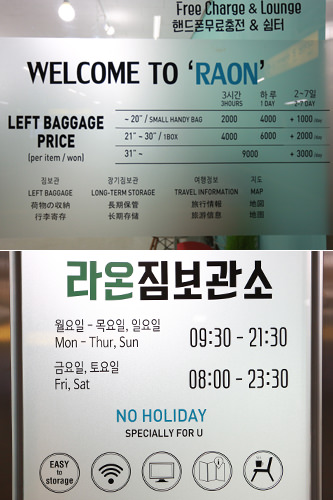 Free Charge & Lounge
핸드폰무료충전 & 쉼터
WELCOME TO ‘RAON’
3시간 하루 2~7일
3HOURS 1 DAY 2~7 DAY
LEFT BAGGAGE PRICE
(per item / won)
~ 20" / SMALL HANDY BAG 2000 4000 + 1000 /day
21" ~ 30" / 1BOX 4000 6000 + 2000 /day
31" ~ 9000 + 3000 /day
짐보관 장기짐보관 여행정보 지도
LEFT BAGGAGE LONG-TERM STORAGE TRAVEL INFORMATION MAP
荷物の収納 長期保管 旅行情報 地図
行李寄存 长期存储 旅游信息 地图
라온짐보관소
월요일 - 목요일, 일요일
Mon - Thur, Sun 09:30 - 21:30
금요일, 토요일
Fri, Sat 08:00 - 23:30
NO HOLIDAY
SPECIALLY FOR U
EASY
to
storage